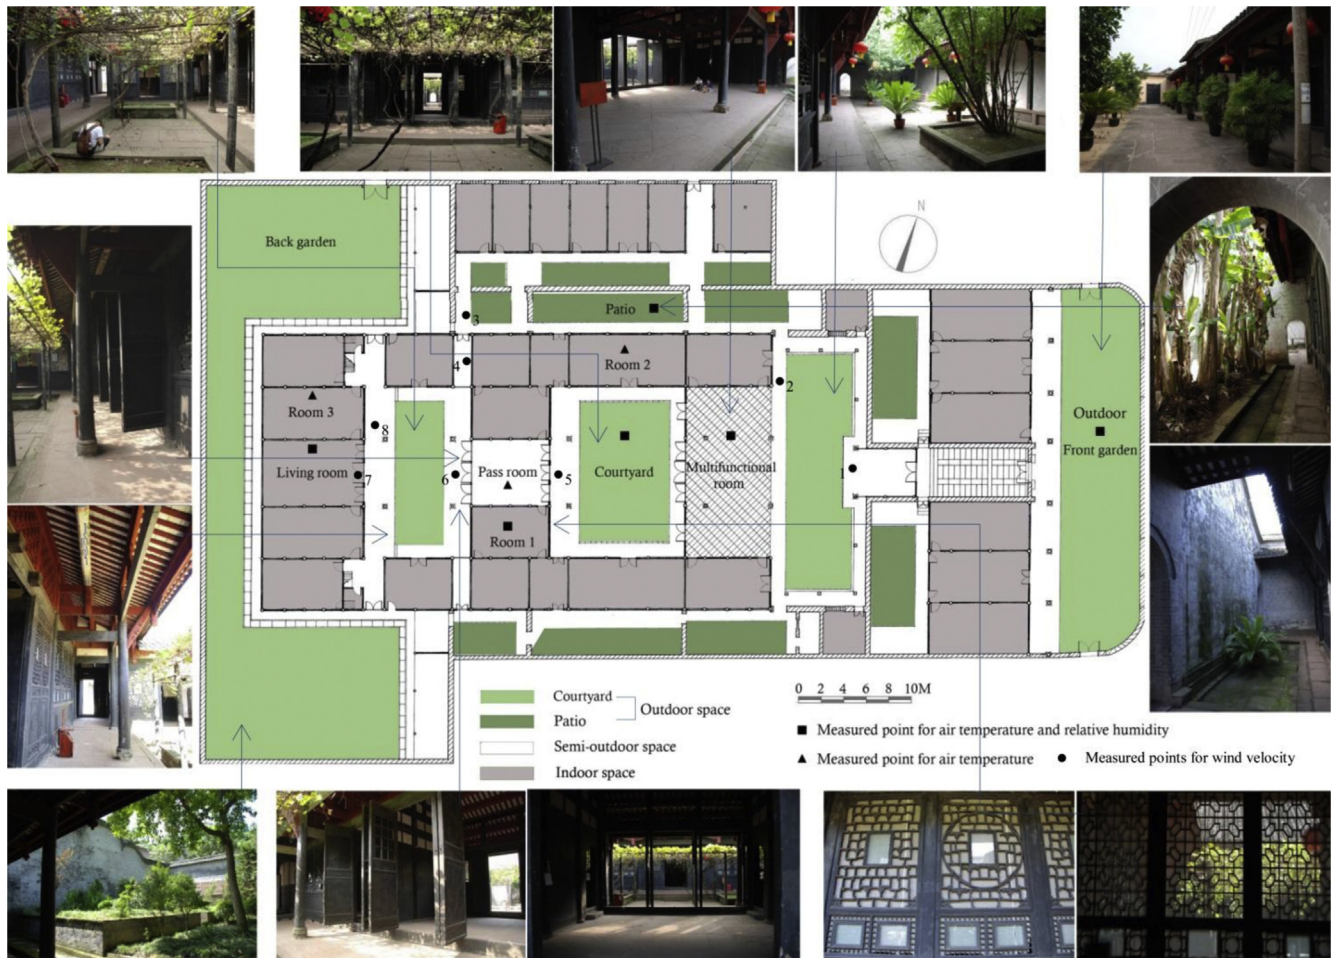 N
Back garden
3
Patio
4
Room 2
2
Room 3
8
Outdoor
Front garden
Living room
7
6
Pass room
5
Courtyard
Multifunctional
room
1
Room 1
Courtyard
Patio
Outdoor space
Semi-outdoor space
Indoor space
0 2 4 6 8 10M
Measured point for air temperature and relative humidity
Measured point for air temperature
Measured points for wind velocity